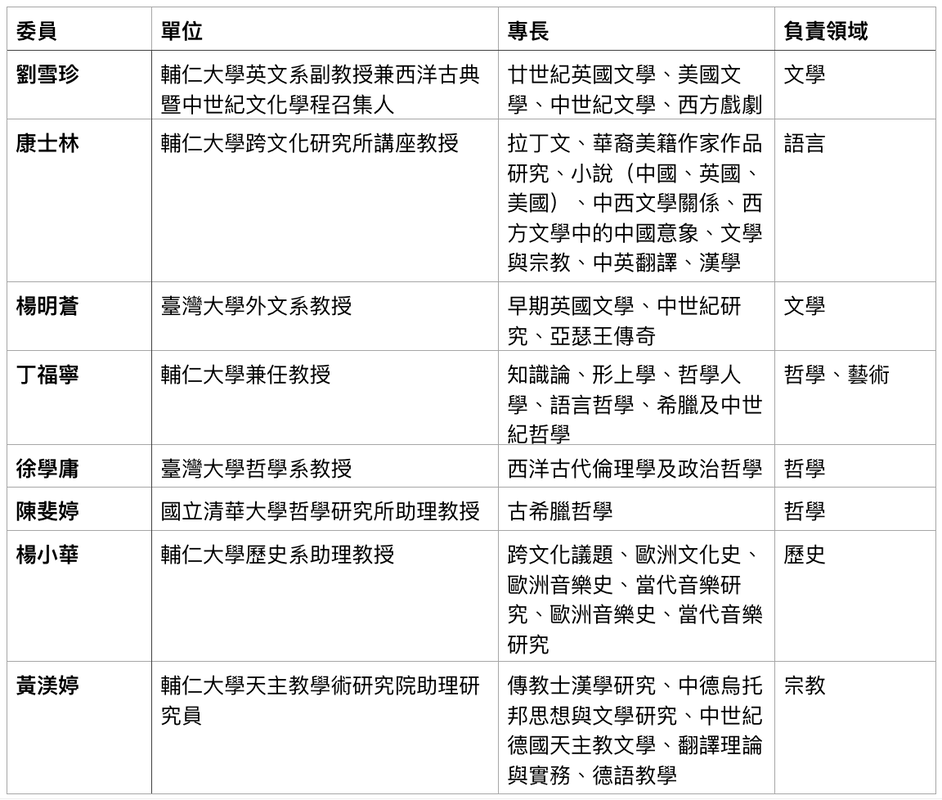 委員 單位 專長 負責領域
劉雪珍 輔仁大學英文系副教授兼西洋古典 廿世紀英國文學、美國文 文學
暨中世紀文化學程召集人 學、中世紀文學、西方戲劇
康士林 輔仁大學跨文化研究所講座教授 拉丁文、華裔美籍作家作品 語言
研究、小說（中國、英國、
美國）、中西文學關係、西
方文學中的中國意象、文學
與宗教、中英翻譯、漢學
楊明蒼 臺灣大學外文系教授 早期英國文學、中世紀研 文學
究、亞瑟王傳奇
丁福寧 輔仁大學兼任教授 知識論、形上學、哲學人 哲學、藝術
學、語言哲學、希臘及中世
紀哲學
徐學庸 臺灣大學哲學系教授 西洋古代倫理學及政治哲學 哲學
陳斐婷 國立清華大學哲學研究所助理教授 古希臘哲學 哲學
楊小華 輔仁大學歷史系助理教授 跨文化議題、歐洲文化史、 歷史
歐洲音樂史、當代音樂研
究、歐洲音樂史、當代音樂
研究
黃渼婷 輔仁大學天主教學術研究院助理研 傳教士漢學研究、中德烏托 宗教
究員 邦思想與文學研究、中世紀
德國天主教文學、翻譯理論
與實務、德語教學